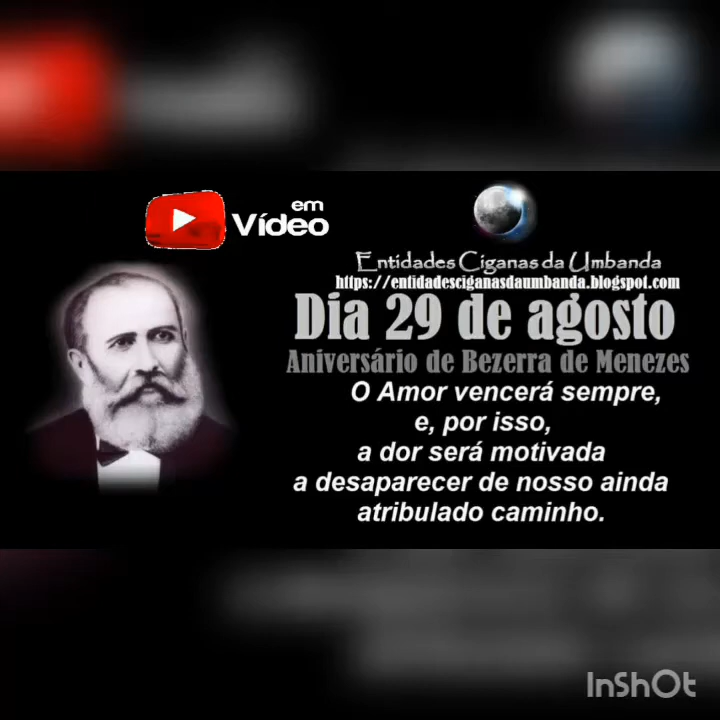 em
Vídeo
Entidades Ciganas da Umbanda
https://entidadesciganasdaumbanda.blogspot.com
Dia 29 de agosto
Aniversário de Bezerra de Menezes
O Amor vencerá sempre,
e, por isso,
a dor será motivada
a desaparecer de nosso ainda
atribulado caminho.
InShOt